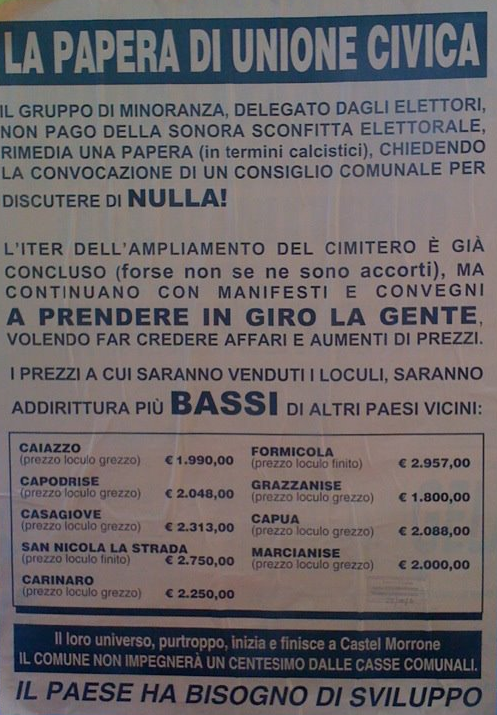 LA PAPERA DI UNIONE CIVICA
IL GRUPPO DI MINORANZA, DELEGATO DAGLI ELETTORI,
NON PAGO DELLA SONORA SCONFITTA ELETTORALE,
RIMEDIA UNA PAPERA (in termini calcistici), CHIEDENDO
LA CONVOCAZIONE DI UN CONSIGLIO COMUNALE PER
DISCUTERE DI NULLA!
L'ITER DELL'AMPLIAMENTO DEL CIMITERO È GIÀ
CONCLUSO (forse non se ne sono accorti), MA
CONTINUANO CON MANIFESTI E CONVEGNI
A PRENDERE IN GIRO LA GENTE,
VOLENDO FAR CREDERE AFFARI E AUMENTI DI PREZZI.
I PREZZI A CUI SARANNO VENDUTI I LOCULI, SARANNO
ADDIRITTURA PIÙ BASSI DI ALTRI PAESI VICINI:
CAIAZZO
(prezzo loculo grezzo) € 1.990,00
CAPODRISE
(prezzo loculo grezzo) € 2.048,00
CASAGIOVE
(prezzo loculo grezzo) € 2.313,00
SAN NICOLA LA STRADA
(prezzo loculo finito) € 2.750,00
CARINARO
(prezzo loculo grezzo) € 2.250,00
FORMICOLA
(prezzo loculo finito) € 2.957,00
GRAZZANISE
(prezzo loculo grezzo) € 1.800,00
CAPUA
(prezzo loculo grezzo) € 2.088,00
MARCIANISE
(prezzo loculo grezzo) € 2.000,00
Il loro universo, purtroppo, inizia e finisce a Castel Morrone
IL COMUNE NON IMPEGNERÀ UN CENTESIMO DALLE CASSE COMUNALI.
IL PAESE HA BISOGNO DI SVILUPPO